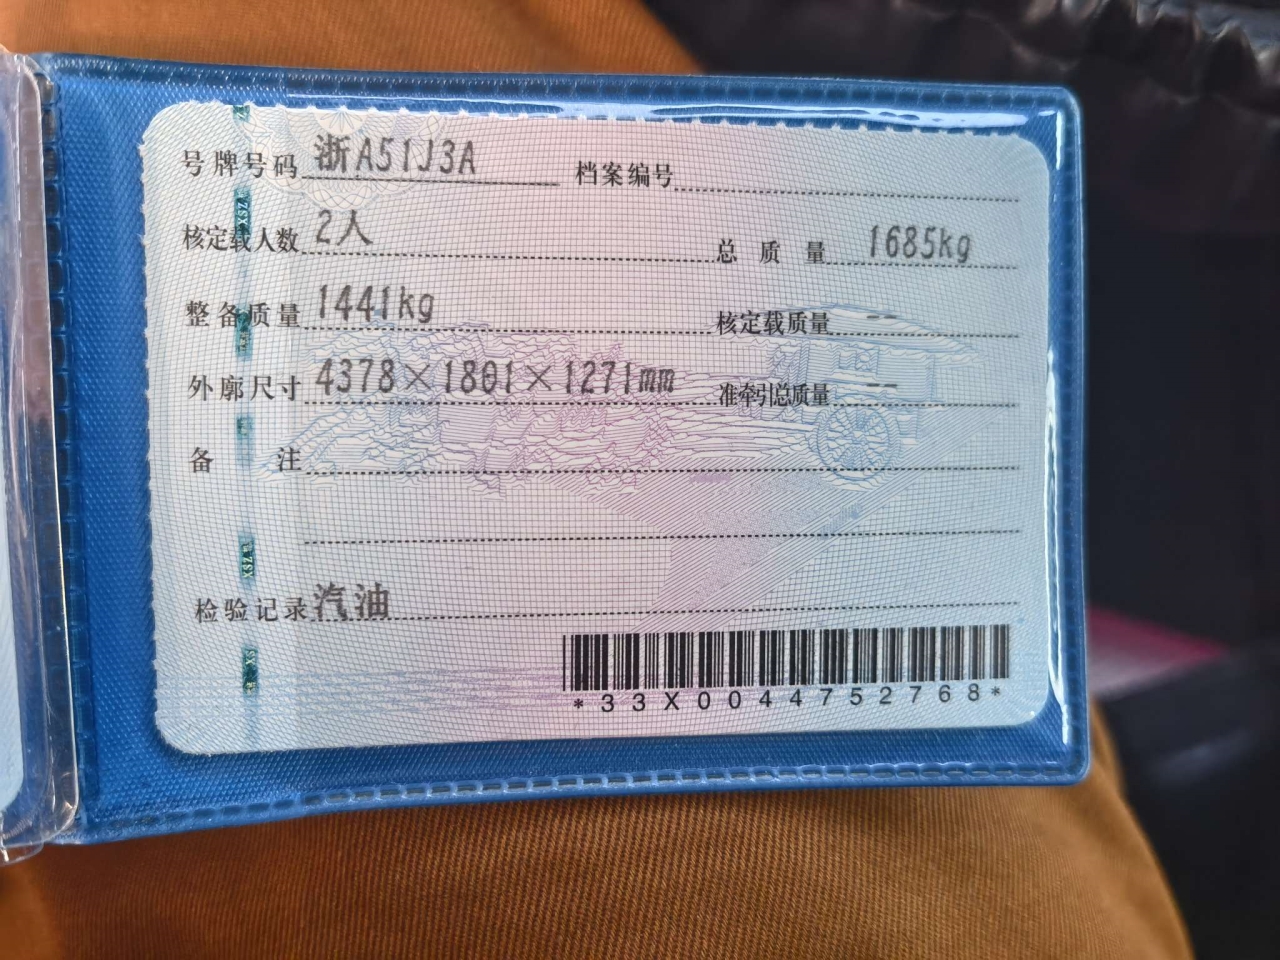 号牌号码 浙A51J3A 档案编号
核定载人数 2人 总质量 1685kg
整备质量 1441kg 核定载质量 --
外廓尺寸 4378×1801×1271mm 准牵引总质量 --
备注
检验记录 汽油
*33X0044752768*